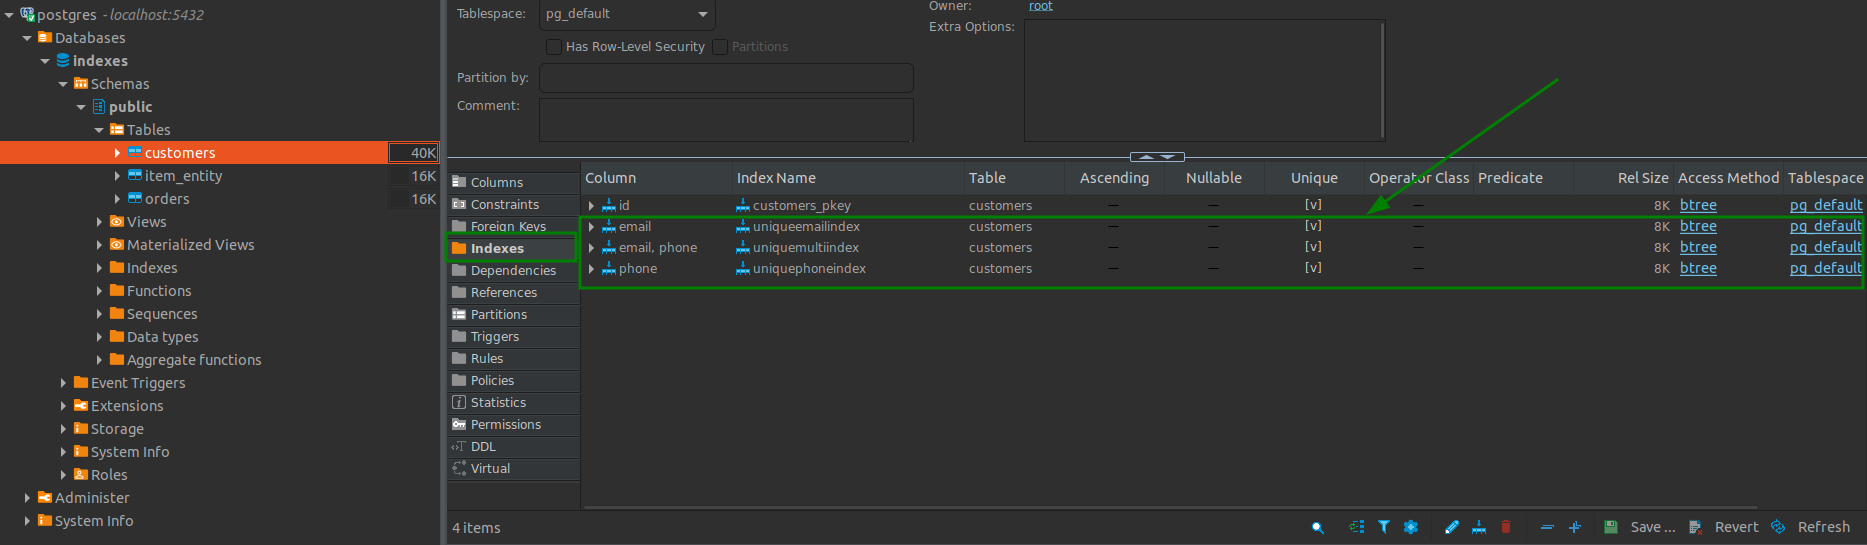 postgres - localhost:5432
Databases
indexes
Schemas
public
Tables
customers 40K
item_entity 16K
orders 16K
Views
Materialized Views
Indexes
Functions
Sequences
Data types
Aggregate functions
Event Triggers
Extensions
Storage
System Info
Roles
Administer
System Info
Tablespace: pg_default
Has Row-Level Security Partitions
Partition by:
Comment:
Owner: root
Extra Options:
Columns
Constraints
Foreign Keys
Indexes
Dependencies
References
Partitions
Triggers
Rules
Policies
Statistics
Permissions
DDL
Virtual
Column Index Name Table Ascending Nullable Unique Operator Class Predicate Rel Size Access Method Tablespace
id customers_pkey customers — — [v] — 8K btree pg_default
email uniqueemailindex customers — — [v] — 8K btree pg_default
email, phone uniquemultiindex customers — — [v] — 8K btree pg_default
phone uniquephoneindex customers — — [v] — 8K btree pg_default
4 items
Save ... Revert Refresh